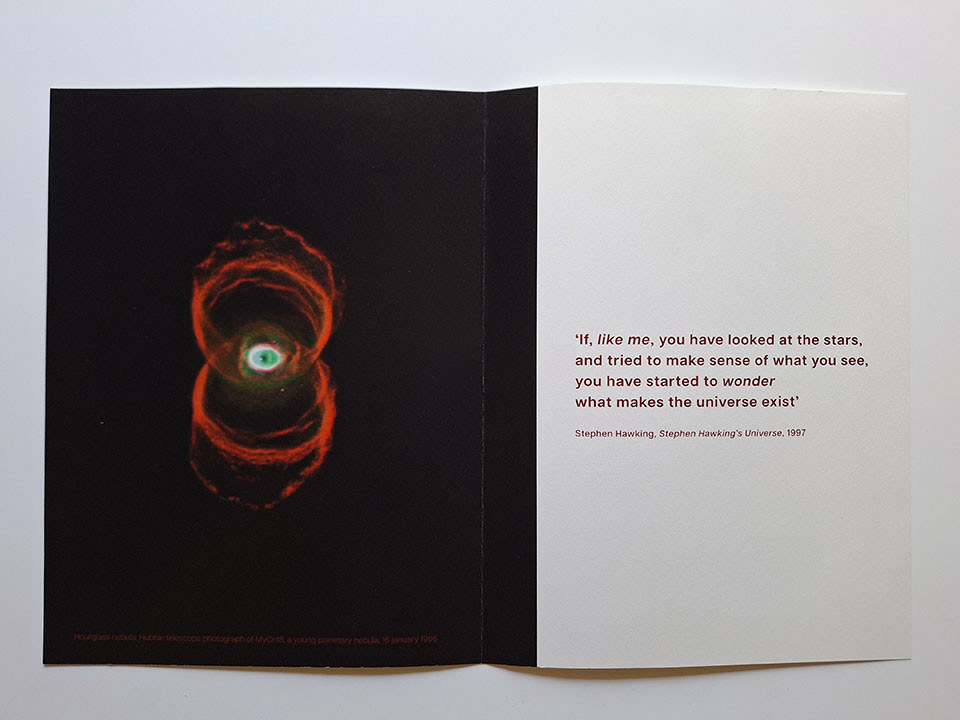 Hourglass nebula, Hubble telescope photograph of MyCn18, a young planetary nebula, 16 january 1996
‘If, like me, you have looked at the stars,
and tried to make sense of what you see,
you have started to wonder
what makes the universe exist’
Stephen Hawking, Stephen Hawking's Universe, 1997